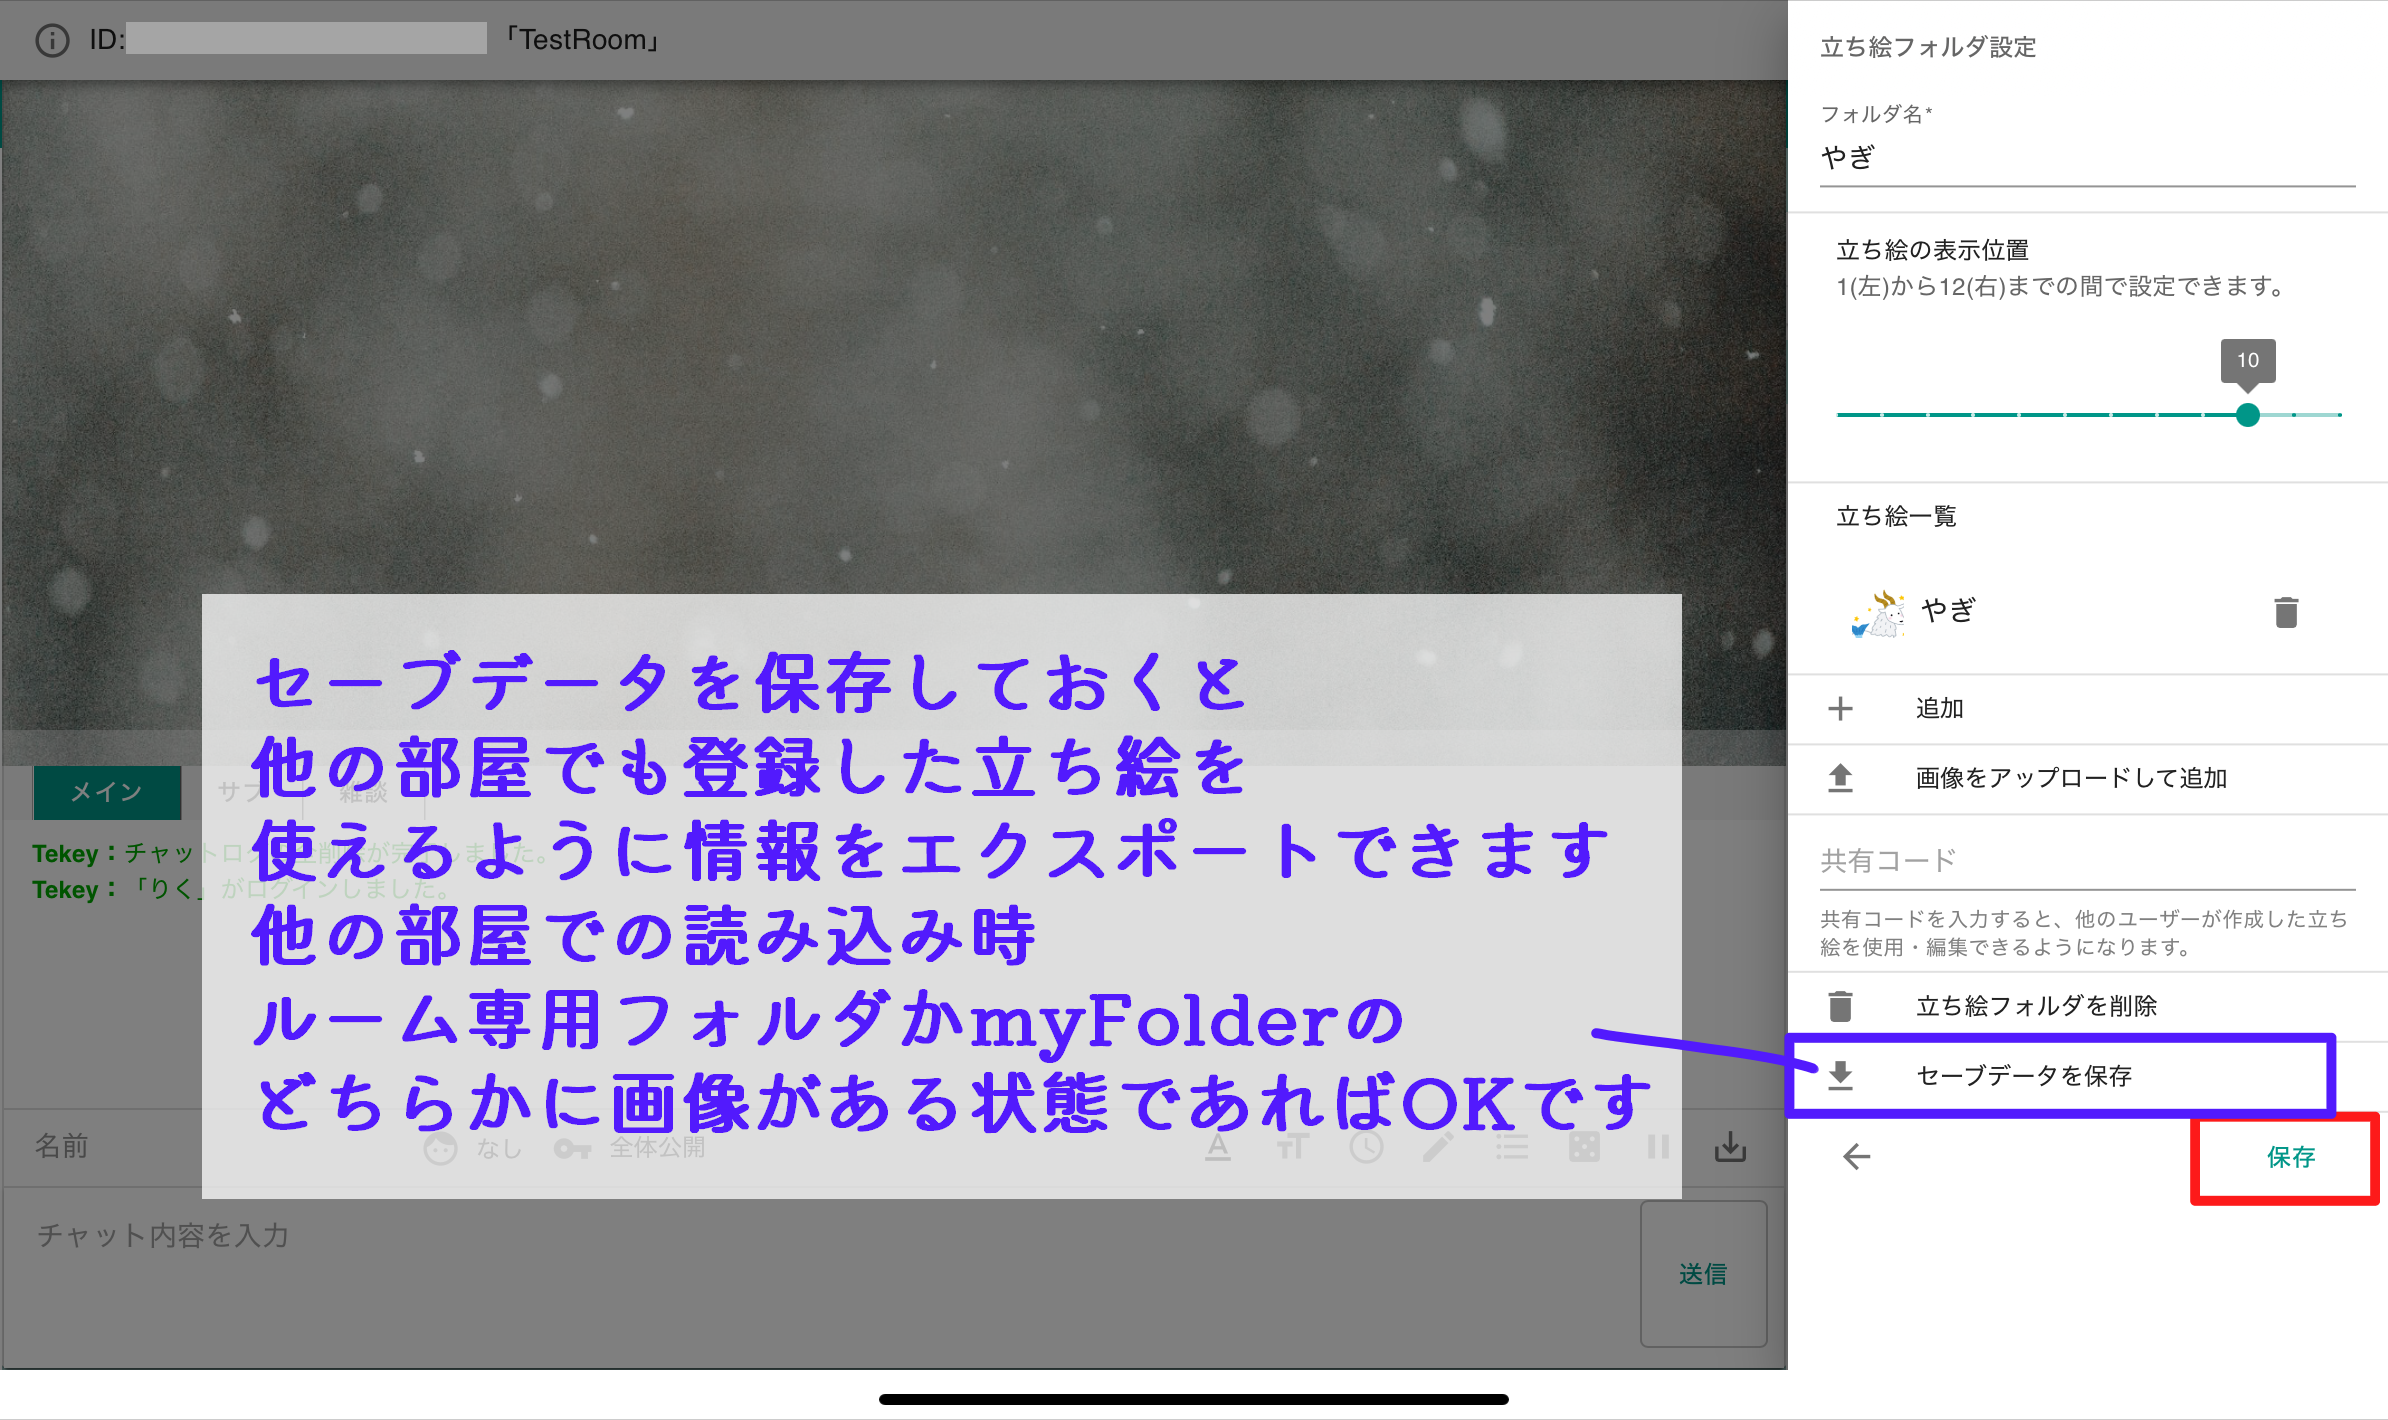 ID: 「TestRoom」
メイン
サブ
雑談
Tekey：チャットログの全削除が完了しました。
Tekey：「りく」がログインしました。
セーブデータを保存しておくと
他の部屋でも登録した立ち絵を
使えるように情報をエクスポートできます
他の部屋での読み込み時
ルーム専用フォルダかmyFolderの
どちらかに画像がある状態であればOKです
名前
なし
全体公開
チャット内容を入力
送信
立ち絵フォルダ設定
フォルダ名*
やぎ
立ち絵の表示位置
1(左)から12(右)までの間で設定できます。
10
立ち絵一覧
やぎ
追加
画像をアップロードして追加
共有コード
共有コードを入力すると、他のユーザーが作成した立ち
絵を使用・編集できるようになります。
立ち絵フォルダを削除
セーブデータを保存
保存